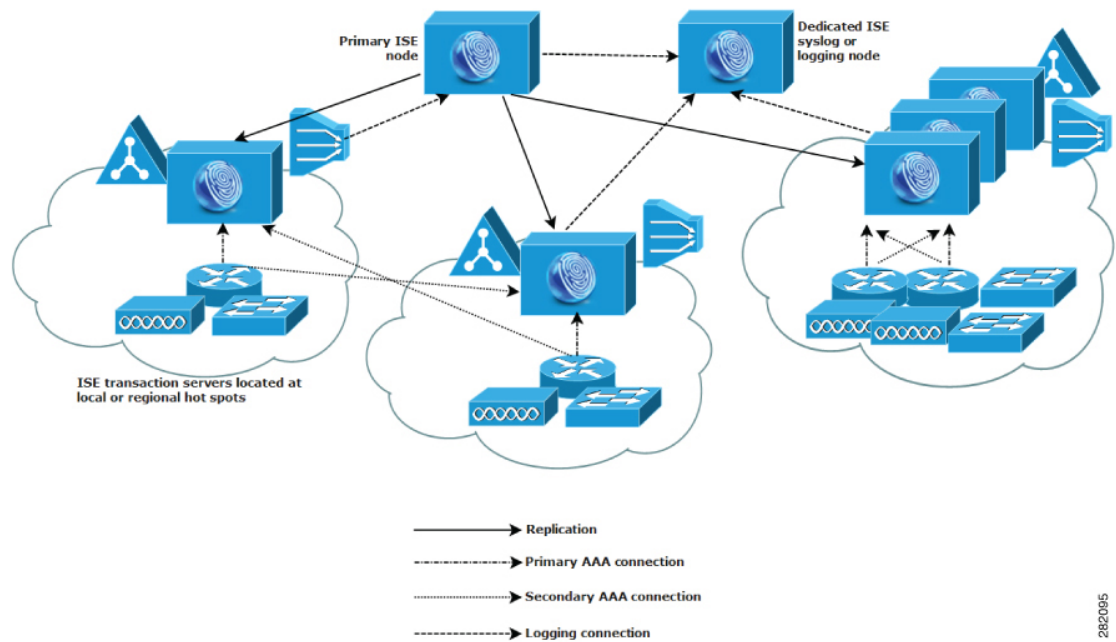 Primary ISE
node
Dedicated ISE
syslog or
logging node
ISE transaction servers located at
local or regional hot spots
Replication
Primary AAA connection
Secondary AAA connection
Logging connection
282095